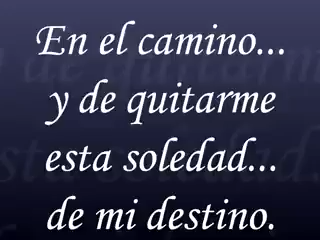 En el camino...
y de quitarme
esta soledad...
de mi destino.